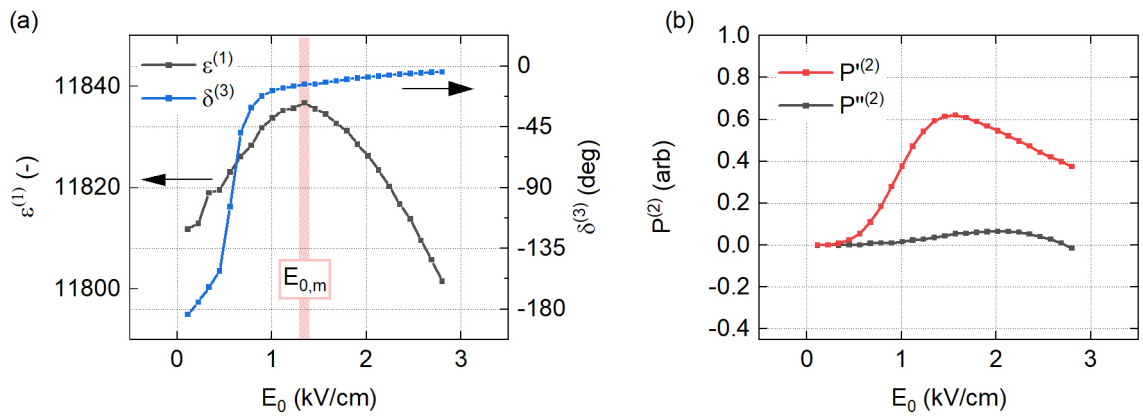 (a)
ε(1)
δ(3)
11840
11820
11800
ε(1) (-)
0
-45
-90
-135
-180
δ(3) (deg)
E0,m
0 1 2 3
E0 (kV/cm)
(b)
P'(2)
P''(2)
1.0
0.8
0.6
0.4
0.2
0.0
-0.2
-0.4
P(2) (arb)
0 1 2 3
E0 (kV/cm)